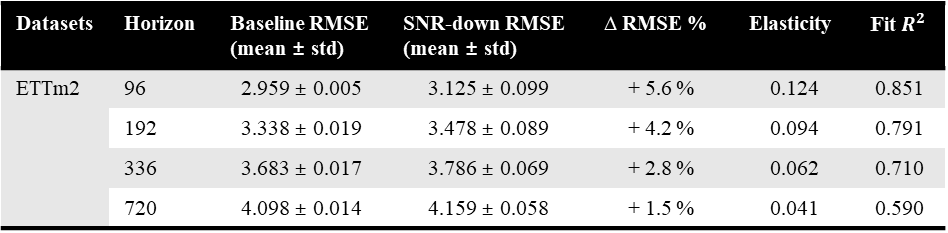 Datasets Horizon Baseline RMSE (mean ± std) SNR-down RMSE (mean ± std) Δ RMSE % Elasticity Fit R²
ETTm2 96 2.959 ± 0.005 3.125 ± 0.099 + 5.6 % 0.124 0.851
192 3.338 ± 0.019 3.478 ± 0.089 + 4.2 % 0.094 0.791
336 3.683 ± 0.017 3.786 ± 0.069 + 2.8 % 0.062 0.710
720 4.098 ± 0.014 4.159 ± 0.058 + 1.5 % 0.041 0.590